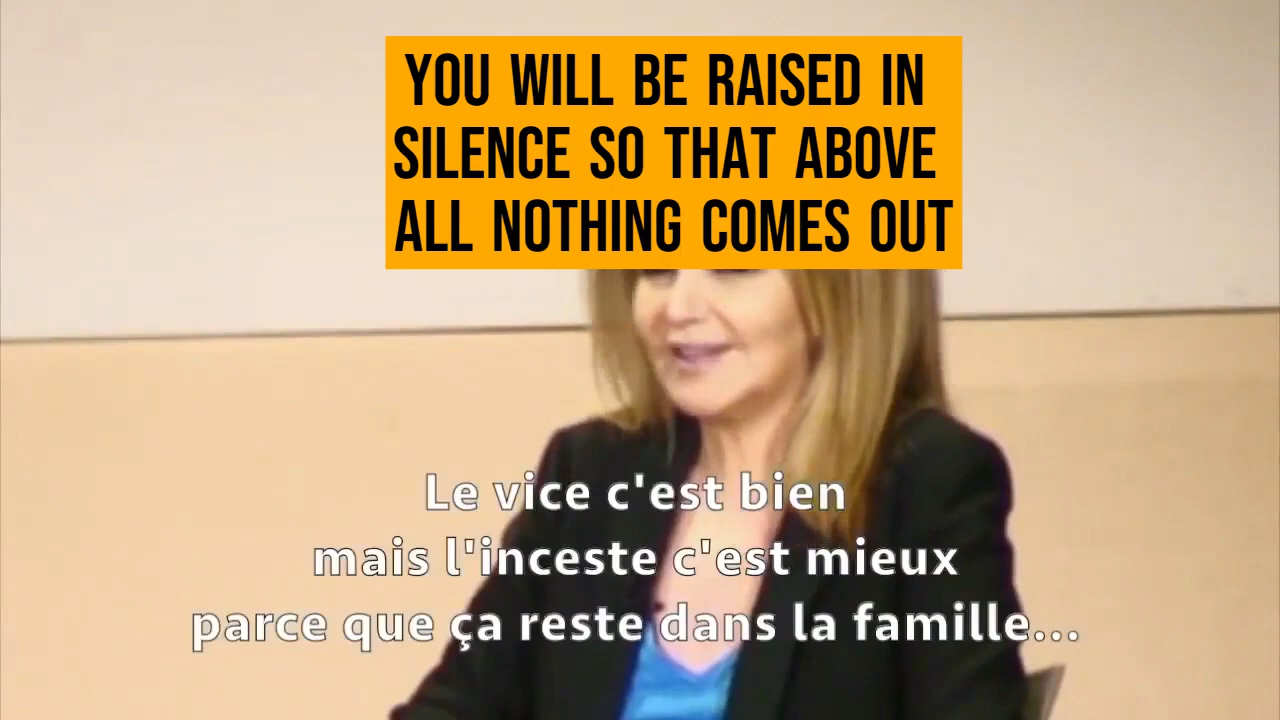 YOU WILL BE RAISED IN
SILENCE SO THAT ABOVE
ALL NOTHING COMES OUT
Le vice c'est bien
mais l'inceste c'est mieux
parce que ça reste dans la famille...